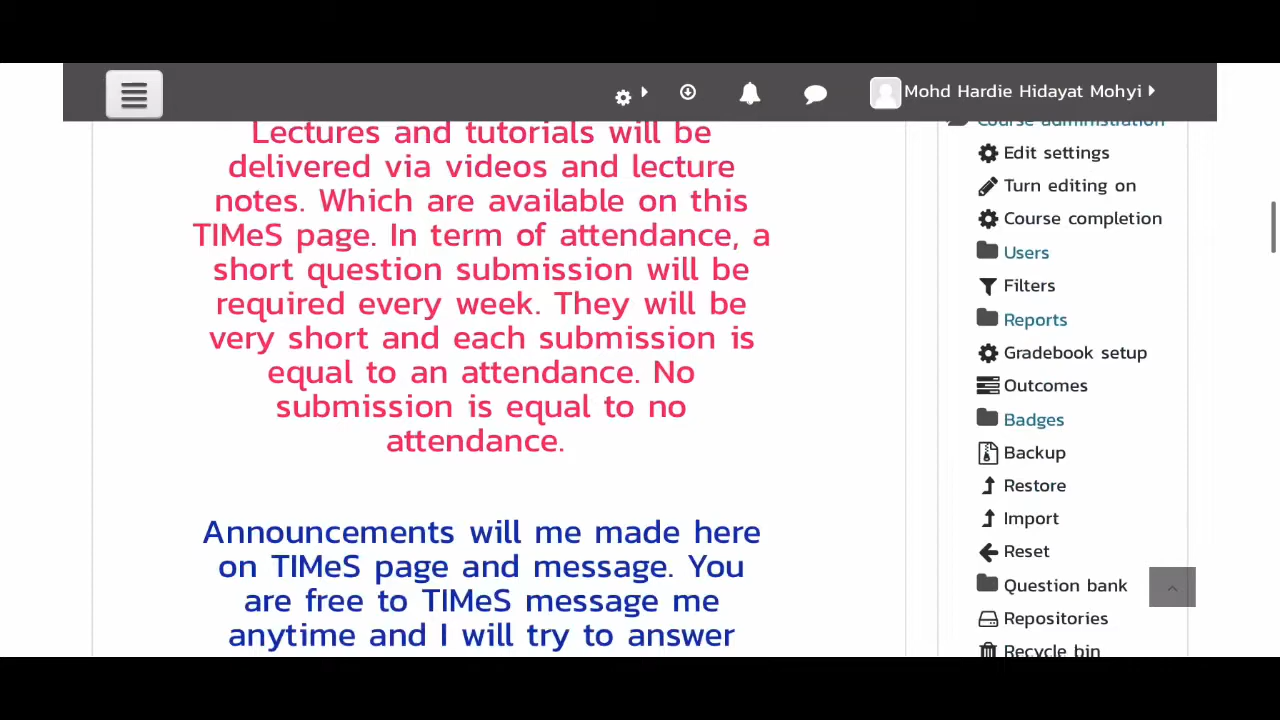 Mohd Hardie Hidayat Mohyi
Lectures and tutorials will be
delivered via videos and lecture
notes. Which are available on this
TIMeS page. In term of attendance, a
short question submission will be
required every week. They will be
very short and each submission is
equal to an attendance. No
submission is equal to no
attendance.
Announcements will me made here
on TIMeS page and message. You
are free to TIMeS message me
anytime and I will try to answer
Course administration
Edit settings
Turn editing on
Course completion
Users
Filters
Reports
Gradebook setup
Outcomes
Badges
Backup
Restore
Import
Reset
Question bank
Repositories
Recycle bin